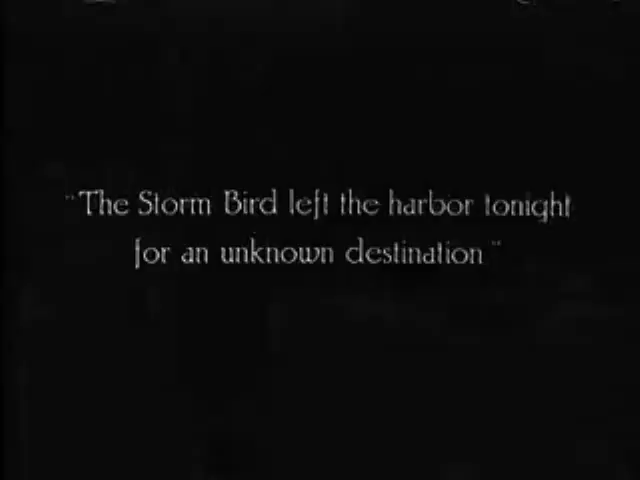 "The Storm Bird left the harbor tonight
for an unknown destination"